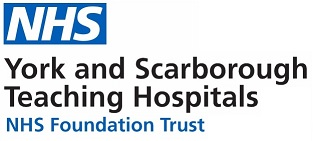 NHS
York and Scarborough
Teaching Hospitals
NHS Foundation Trust